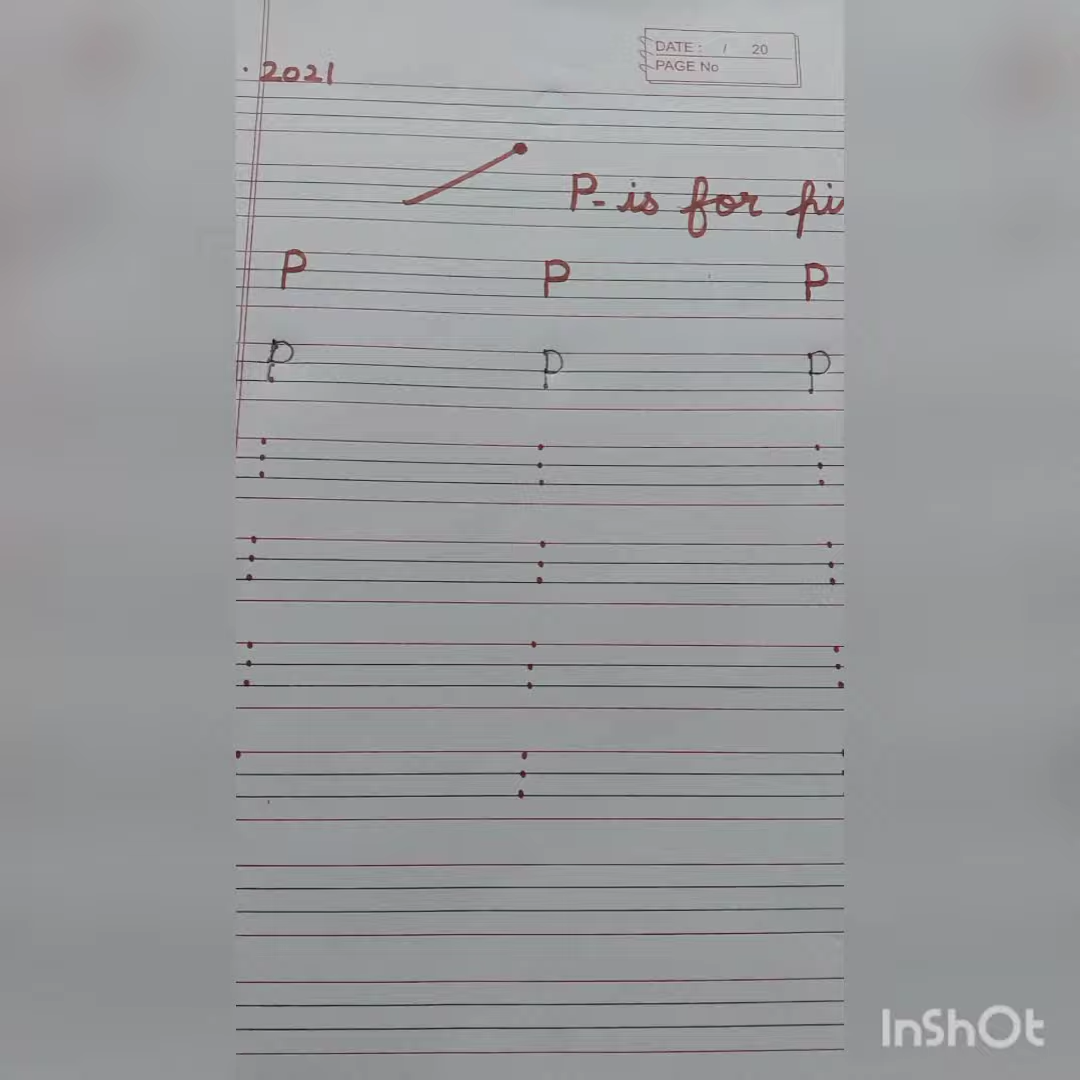 DATE : / 20
PAGE No
. 2021
P- is for
P P P
P P P
InShOt